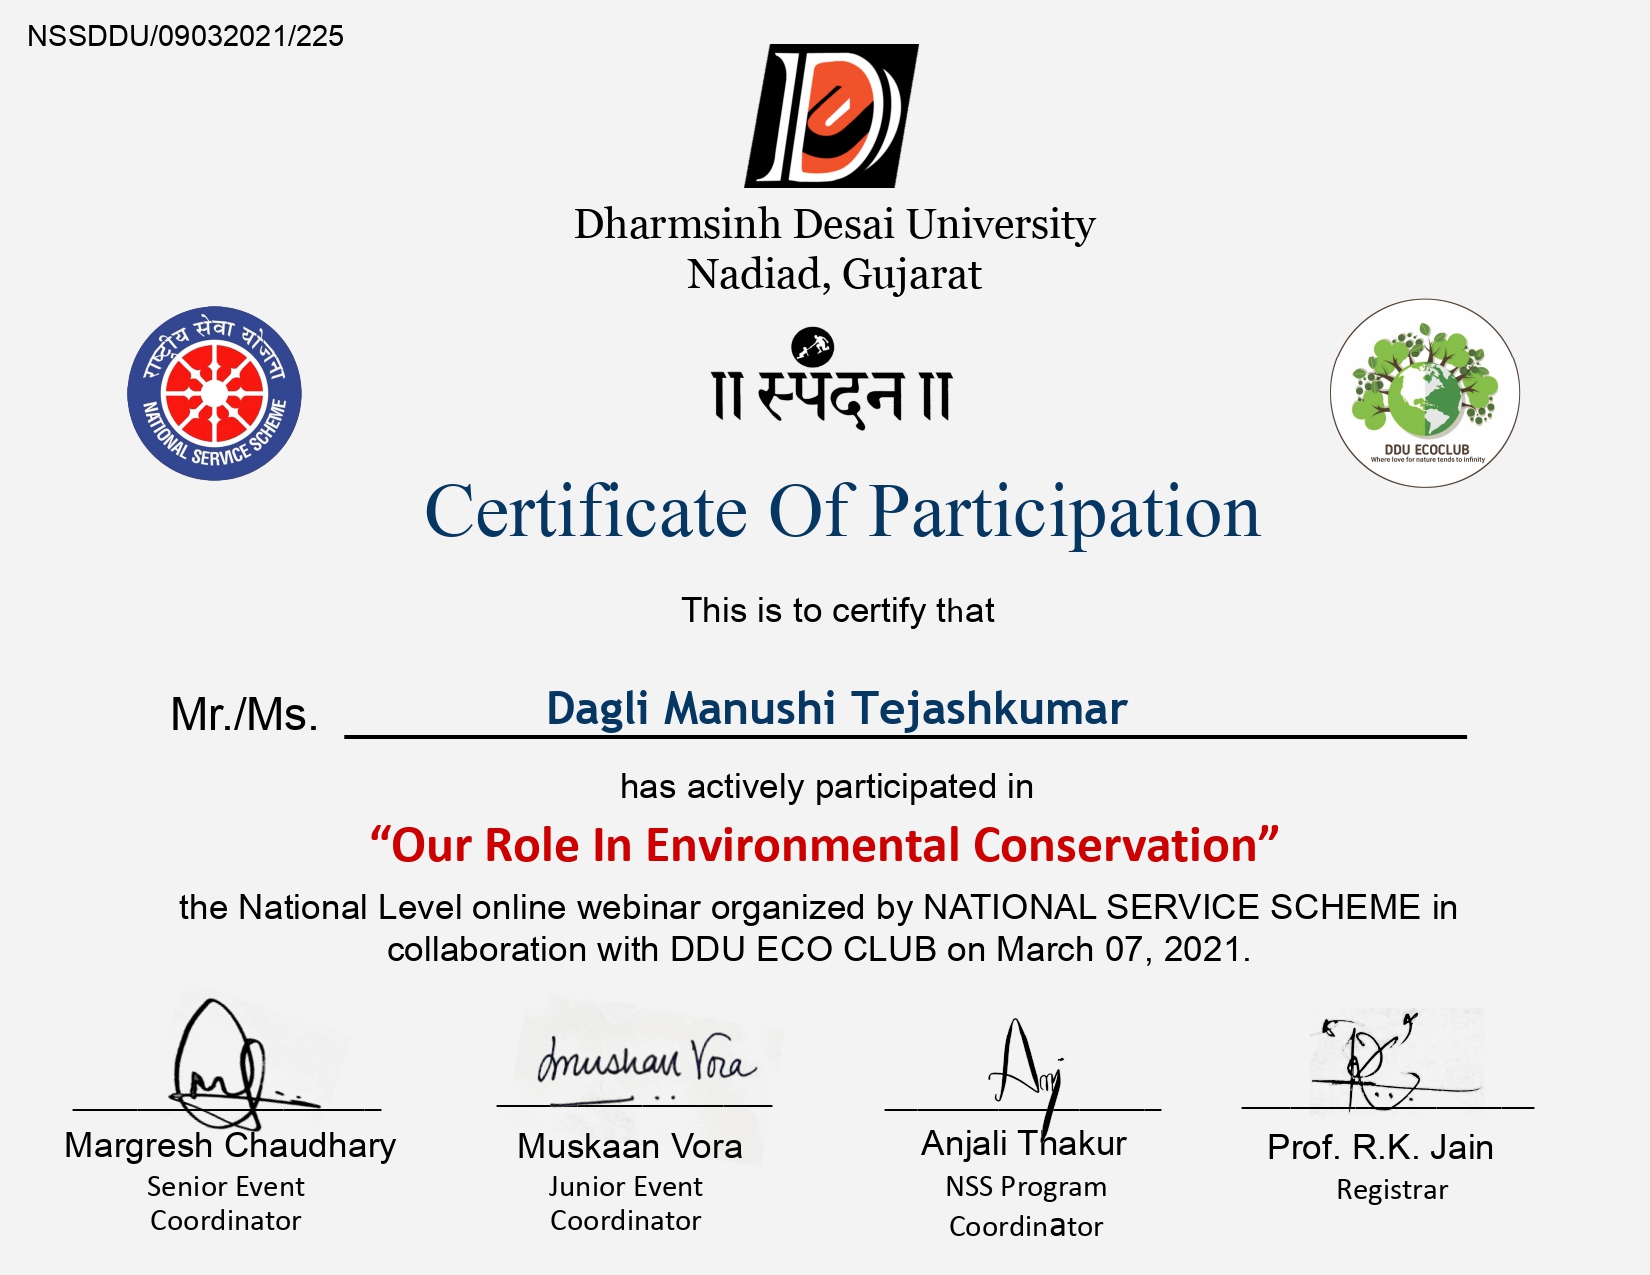 NSSDDU/09032021/225
Dharmsinh Desai University
Nadiad, Gujarat
राष्ट्रीय सेवा योजना
NATIONAL SERVICE SCHEME
॥ स्पंदन ॥
DDU ECOCLUB
Where love for nature tends to infinity
Certificate Of Participation
This is to certify that
Mr./Ms. Dagli Manushi Tejashkumar
has actively participated in
“Our Role In Environmental Conservation”
the National Level online webinar organized by NATIONAL SERVICE SCHEME in
collaboration with DDU ECO CLUB on March 07, 2021.
Muskaan Vora
Margresh Chaudhary
Senior Event
Coordinator
Muskaan Vora
Junior Event
Coordinator
Anjali Thakur
NSS Program
Coordinator
Prof. R.K. Jain
Registrar